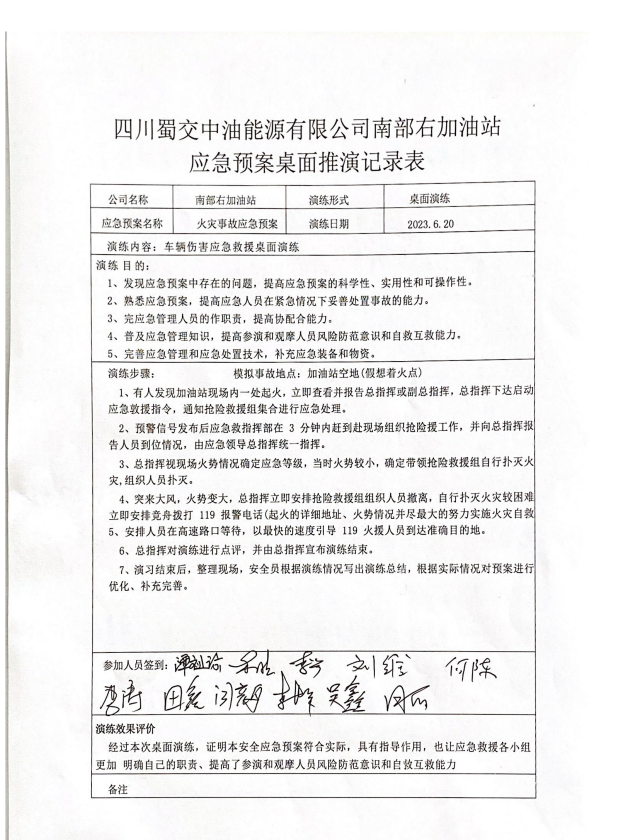 四川蜀交中油能源有限公司南部右加油站
应急预案桌面推演记录表
公司名称 南部右加油站 演练形式 桌面演练
应急预案名称 火灾事故应急预案 演练日期 2023.6.20
演练内容：车辆伤害应急救援桌面演练
演练目的：
1、发现应急预案中存在的问题，提高应急预案的科学性、实用性和可操作性。
2、熟悉应急预案，提高应急人员在紧急情况下妥善处置事故的能力。
3、完应急管理人员的作职责，提高协配合能力。
4、普及应急管理知识，提高参演和观摩人员风险防范意识和自救互救能力。
5、完善应急管理和应急处置技术，补充应急装备和物资。
演练步骤： 模拟事故地点：加油站空地(假想着火点)
1、有人发现加油站现场内一处起火，立即查看并报告总指挥或副总指挥，总指挥下达启动
应急救援指令，通知抢险救援组集合进行应急处理。
2、预警信号发布后应急救指挥部在 3 分钟内赶到赴现场组织抢险援工作，并向总指挥报
告人员到位情况，由应急领导总指挥统一指挥。
3、总指挥视现场火势情况确定应急等级，当时火势较小，确定带领抢险救援组自行扑灭火
灾,组织人员扑灭。
4、突来大风，火势变大，总指挥立即安排抢险救援组组织人员撤离，自行扑灭火灾较困难
立即安排竞舟拨打 119 报警电话(起火的详细地址、火势情况并尽最大的努力实施火灾自救
5、安排人员在高速路口等待，以最快的速度引导 119 火援人员到达准确目的地。
6、总指挥对演练进行点评，并由总指挥宣布演练结束。
7、演习结束后，整理现场，安全员根据演练情况写出演练总结，根据实际情况对预案进行
优化、补充完善。
参加人员签到： 刘维 何陈
李涛 田鑫 吴鑫
演练效果评价
经过本次桌面演练，证明本安全应急预案符合实际，具有指导作用，也让应急救援各小组
更加 明确自己的职责、提高了参演和观摩人员风险防范意识和自救互救能力
备注